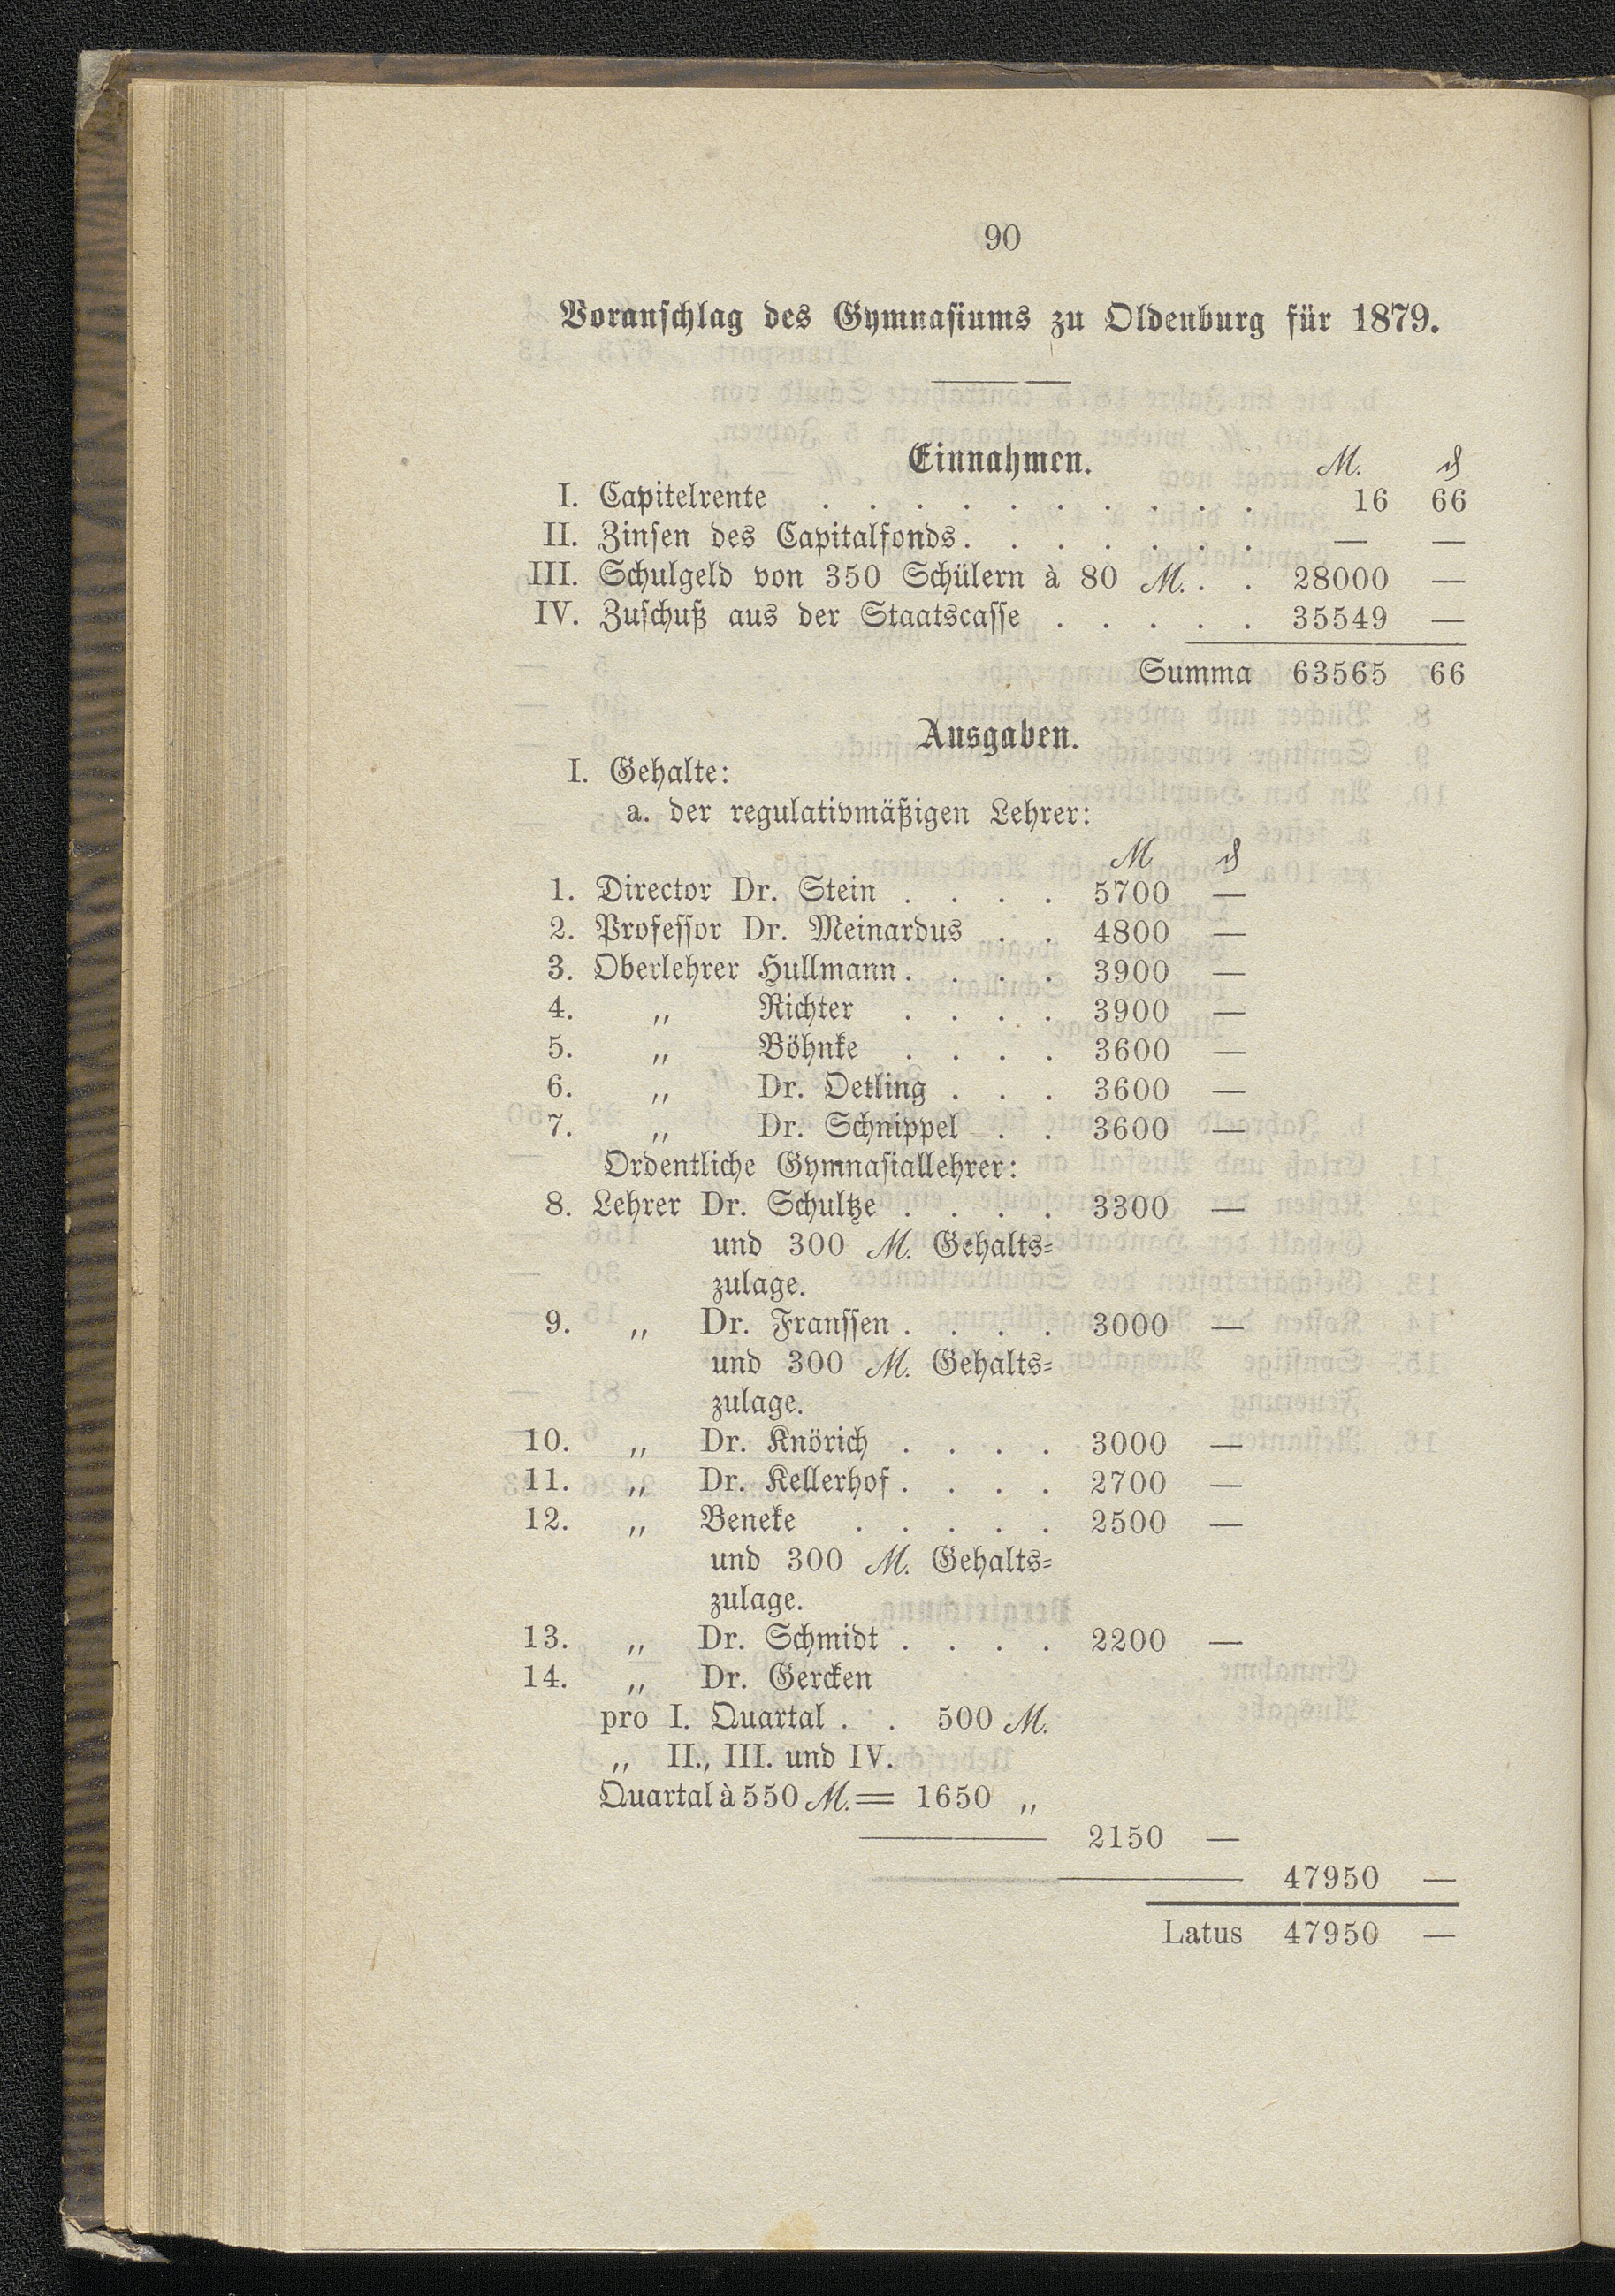 90
Voranschlag des Gymnasiums zu Oldenburg für 1879.
Einnahmen. M. ₰
I. Capitelrente . . . . . . . . . . 16 66
II. Zinsen des Capitalfonds. . . . . . . — —
III. Schulgeld von 350 Schülern à 80 M. . . 28000 —
IV. Zuschuß aus der Staatscasse . . . . . 35549 —
Summa 63565 66
Ausgaben.
I. Gehalte:
a. der regulativmäßigen Lehrer:
M ₰
1. Director Dr. Stein . . . . 5700 —
2. Professor Dr. Meinardus . . 4800 —
3. Oberlehrer Hullmann . . . . 3900 —
4. „ Richter . . . . 3900 —
5. „ Böhnke . . . . 3600 —
6. „ Dr. Oetling . . . 3600 —
7. „ Dr. Schnippel . . 3600 —
Ordentliche Gymnasiallehrer:
8. Lehrer Dr. Schultze . . . . 3300 —
und 300 M. Gehalts-
zulage.
9. „ Dr. Franssen . . . . 3000 —
und 300 M. Gehalts-
zulage.
10. „ Dr. Knörich . . . . 3000 —
11. „ Dr. Kellerhof . . . . 2700 —
12. „ Beneke . . . . . 2500 —
und 300 M. Gehalts-
zulage.
13. „ Dr. Schmidt . . . . 2200 —
14. „ Dr. Gercken
pro I. Quartal . . 500 M.
„ II., III. und IV.
Quartal à 550 M. = 1650 „
2150 —
47950 —
Latus 47950 —